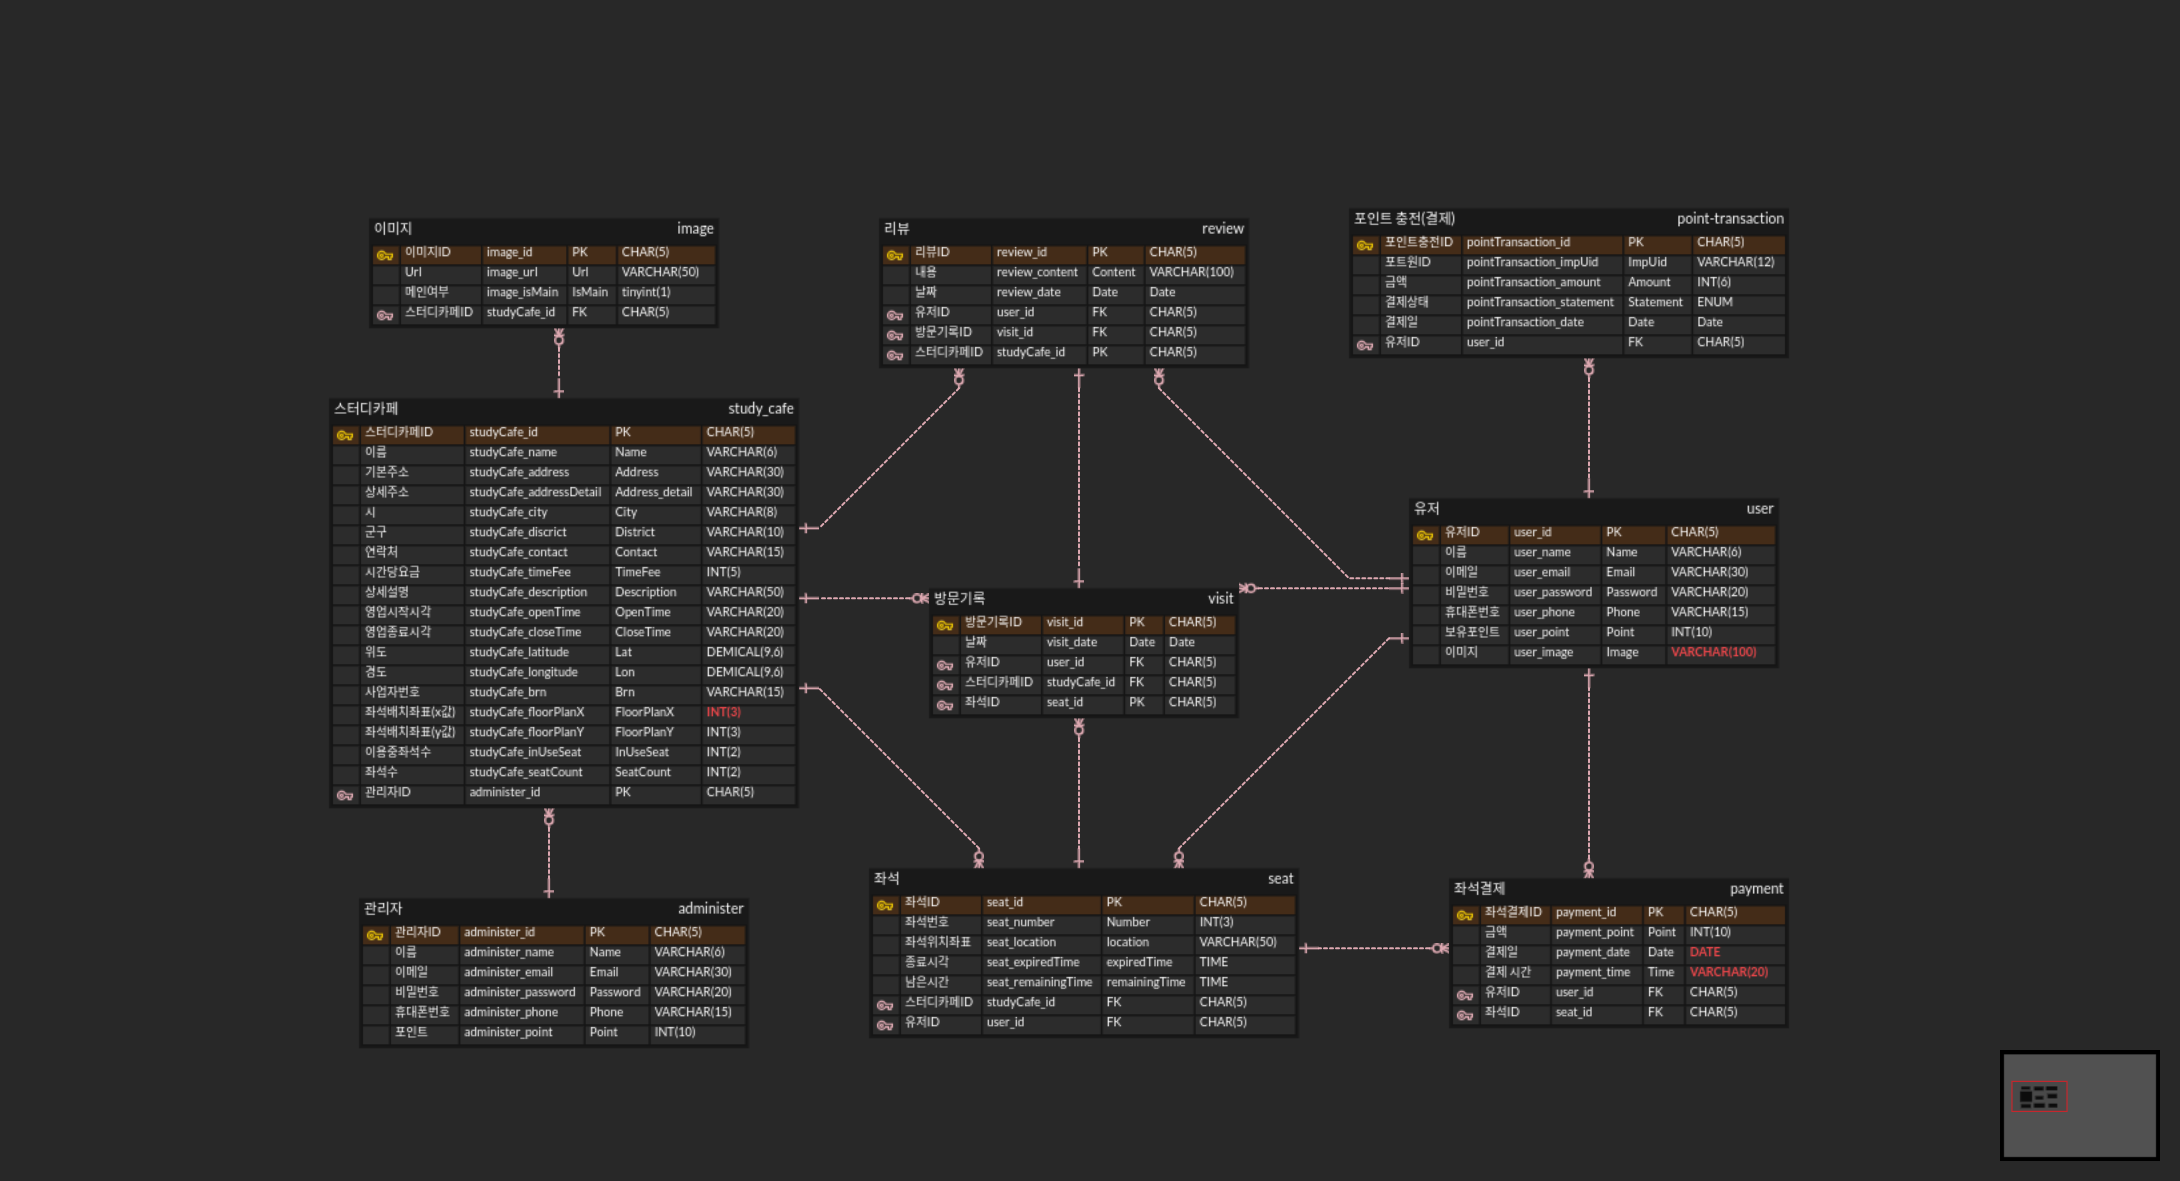 이미지 image
이미지ID image_id PK CHAR(5)
Url image_url Url VARCHAR(50)
메인여부 image_isMain IsMain tinyint(1)
스터디카페ID studyCafe_id FK CHAR(5)
리뷰 review
리뷰ID review_id PK CHAR(5)
내용 review_content Content VARCHAR(100)
날짜 review_date Date Date
유저ID user_id FK CHAR(5)
방문기록ID visit_id FK CHAR(5)
스터디카페ID studyCafe_id PK CHAR(5)
포인트 충전(결제) point-transaction
포인트충전ID pointTransaction_id PK CHAR(5)
포트원ID pointTransaction_impUid ImpUid VARCHAR(12)
금액 pointTransaction_amount Amount INT(6)
결제상태 pointTransaction_statement Statement ENUM
결제일 pointTransaction_date Date Date
유저ID user_id FK CHAR(5)
스터디카페 study_cafe
스터디카페ID studyCafe_id PK CHAR(5)
이름 studyCafe_name Name VARCHAR(6)
기본주소 studyCafe_address Address VARCHAR(30)
상세주소 studyCafe_addressDetail Address_detail VARCHAR(30)
시 studyCafe_city City VARCHAR(8)
군구 studyCafe_discrict District VARCHAR(10)
연락처 studyCafe_contact Contact VARCHAR(15)
시간당요금 studyCafe_timeFee TimeFee INT(5)
상세설명 studyCafe_description Description VARCHAR(50)
영업시작시각 studyCafe_openTime OpenTime VARCHAR(20)
영업종료시각 studyCafe_closeTime CloseTime VARCHAR(20)
위도 studyCafe_latitude Lat DEMICAL(9,6)
경도 studyCafe_longitude Lon DEMICAL(9,6)
사업자번호 studyCafe_brn Brn VARCHAR(15)
좌석배치좌표(x값) studyCafe_floorPlanX FloorPlanX INT(3)
좌석배치좌표(y값) studyCafe_floorPlanY FloorPlanY INT(3)
이용중좌석수 studyCafe_inUseSeat InUseSeat INT(2)
좌석수 studyCafe_seatCount SeatCount INT(2)
관리자ID administer_id PK CHAR(5)
유저 user
유저ID user_id PK CHAR(5)
이름 user_name Name VARCHAR(6)
이메일 user_email Email VARCHAR(30)
비밀번호 user_password Password VARCHAR(20)
휴대폰번호 user_phone Phone VARCHAR(15)
보유포인트 user_point Point INT(10)
이미지 user_image Image VARCHAR(100)
방문기록 visit
방문기록ID visit_id PK CHAR(5)
날짜 visit_date Date Date
유저ID user_id FK CHAR(5)
스터디카페ID studyCafe_id FK CHAR(5)
좌석ID seat_id PK CHAR(5)
관리자 administer
관리자ID administer_id PK CHAR(5)
이름 administer_name Name VARCHAR(6)
이메일 administer_email Email VARCHAR(30)
비밀번호 administer_password Password VARCHAR(20)
휴대폰번호 administer_phone Phone VARCHAR(15)
포인트 administer_point Point INT(10)
좌석 seat
좌석ID seat_id PK CHAR(5)
좌석번호 seat_number Number INT(3)
좌석위치좌표 seat_location location VARCHAR(50)
종료시각 seat_expiredTime expiredTime TIME
남은시간 seat_remainingTime remainingTime TIME
스터디카페ID studyCafe_id FK CHAR(5)
유저ID user_id FK CHAR(5)
좌석결제 payment
좌석결제ID payment_id PK CHAR(5)
금액 payment_point Point INT(10)
결제일 payment_date Date DATE
결제 시간 payment_time Time VARCHAR(20)
유저ID user_id FK CHAR(5)
좌석ID seat_id FK CHAR(5)